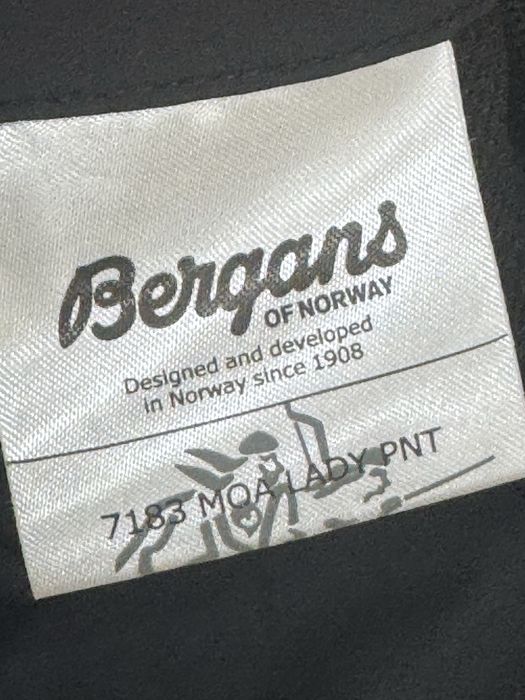 Bergans
OF NORWAY
Designed and developed
in Norway since 1908
7183 MOA LADY PNT